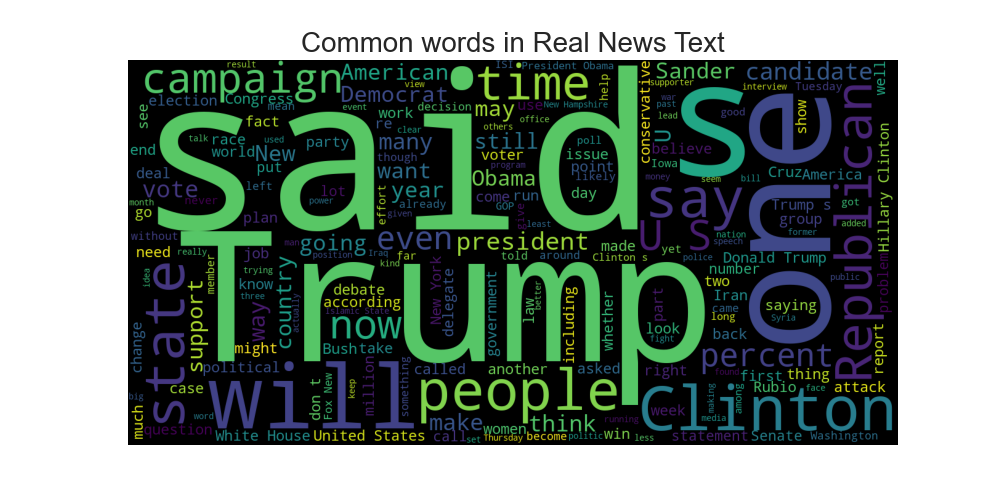 Common words in Real News Text
result
ISI
President Obama
campaign
American
view
time
help
Sander
candidate
see
election
Congress
mean
Democrat
event
decision
may
use
New Hampshire
conservative
supporter
war
past
interview
Tuesday
well
fact
work
others
office
lead
good
show
talk
used
race
re
clear
many
still
poll
U
S
believe
end
world
New
party
though
voter
issue
point
likely
Iowa
Cruz
America
one
Republican
Hillary Clinton
deal
put
want
program
money
seem
bill
vote
left
power
year
Obama
day
say
Trump s
got
month
never
lot
effort
already
come
run
GOP
said
go
plan
given
give
least
group
added
without
going
even
president
told
around
made
Clinton s
yet
U S
nation
speech
former
need
really
job
man
position
Iraq
far
kind
Donald Trump
police
number
problem
idea
member
trying
know
three
country
debate
according
Islamic State
actually
New York
delegate
government
law
better
including
whether
part
look
fight
Iran
two
came
long
saying
Syria
public
state
support
way
now
Trump
change
might
Bush
take
back
percent
report
political
million
something
called
another
asked
right
first
thing
Rubio
attack
case
don t
Fox New
keep
people
week
among
making
found
face
big
much
will
make
think
women
running
Clinton
media
question
word
White House
United States
call
set
Thursday
become
politic
win
less
statement
Senate
Washington